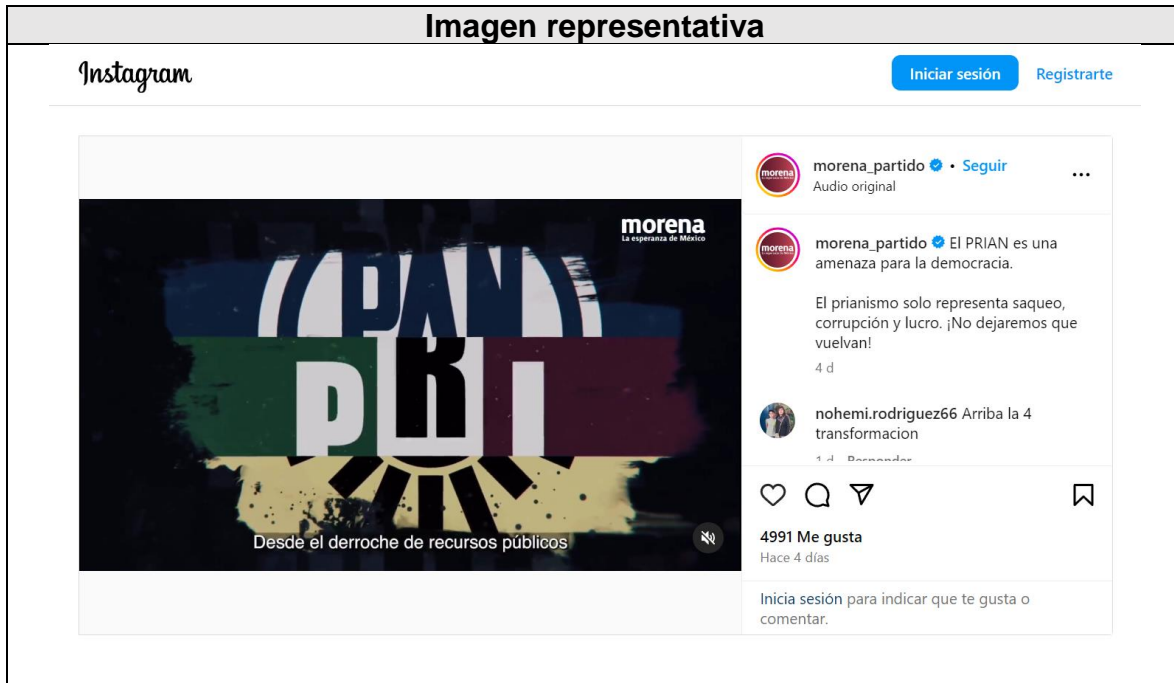 Imagen representativa
Instagram
Iniciar sesión
Registrarte
morena
La esperanza de México
PAN
PRI
Desde el derroche de recursos públicos
morena
morena_partido • Seguir
Audio original
morena
morena_partido El PRIAN es una
amenaza para la democracia.
El prianismo solo representa saqueo,
corrupción y lucro. ¡No dejaremos que
vuelvan!
4 d
nohemi.rodriguez66 Arriba la 4
transformacion
1 d Responder
4991 Me gusta
Hace 4 días
Inicia sesión para indicar que te gusta o
comentar.